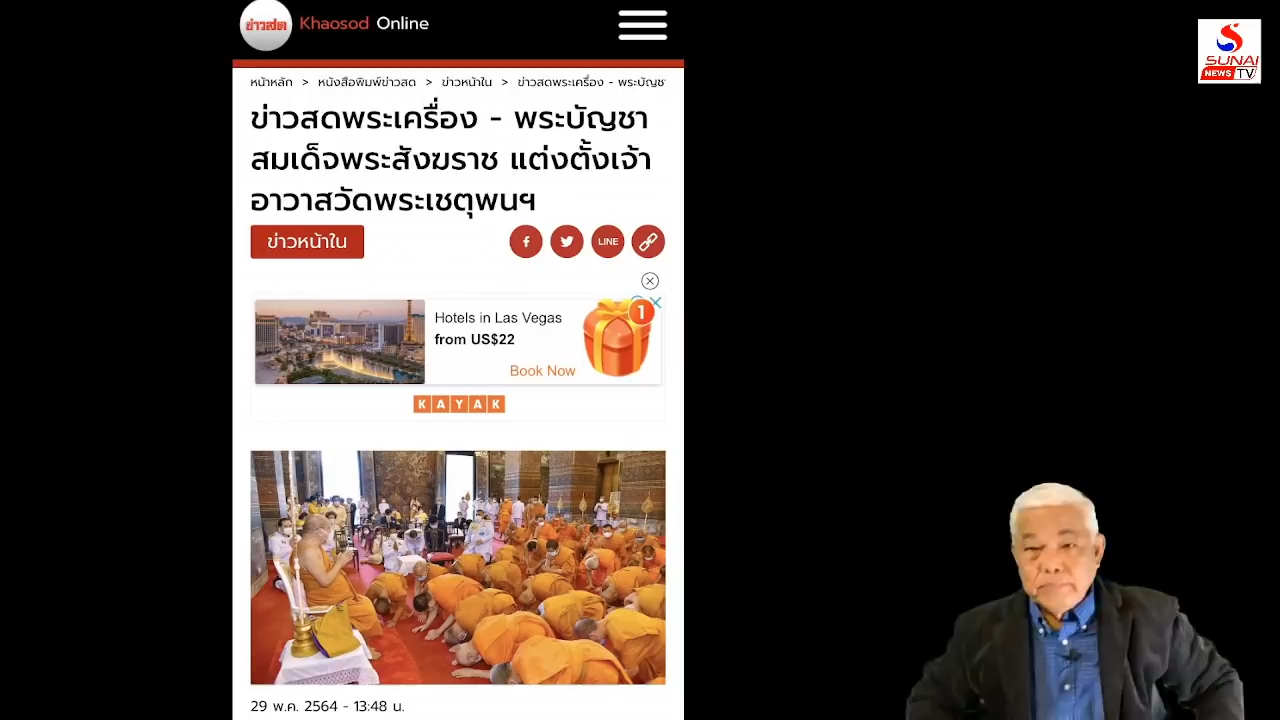 ข่าวสด Khaosod Online
SUNAI
NEWS TV
หน้าหลัก > หนังสือพิมพ์ข่าวสด > ข่าวหน้าใน > ข่าวสดพระเครื่อง - พระบัญช
ข่าวสดพระเครื่อง - พระบัญชา
สมเด็จพระสังฆราช แต่งตั้งเจ้า
อาวาสวัดพระเชตุพนฯ
ข่าวหน้าใน
LINE
Hotels in Las Vegas
from US$22
Book Now
1
KAYAK
29 พ.ค. 2564 - 13:48 น.